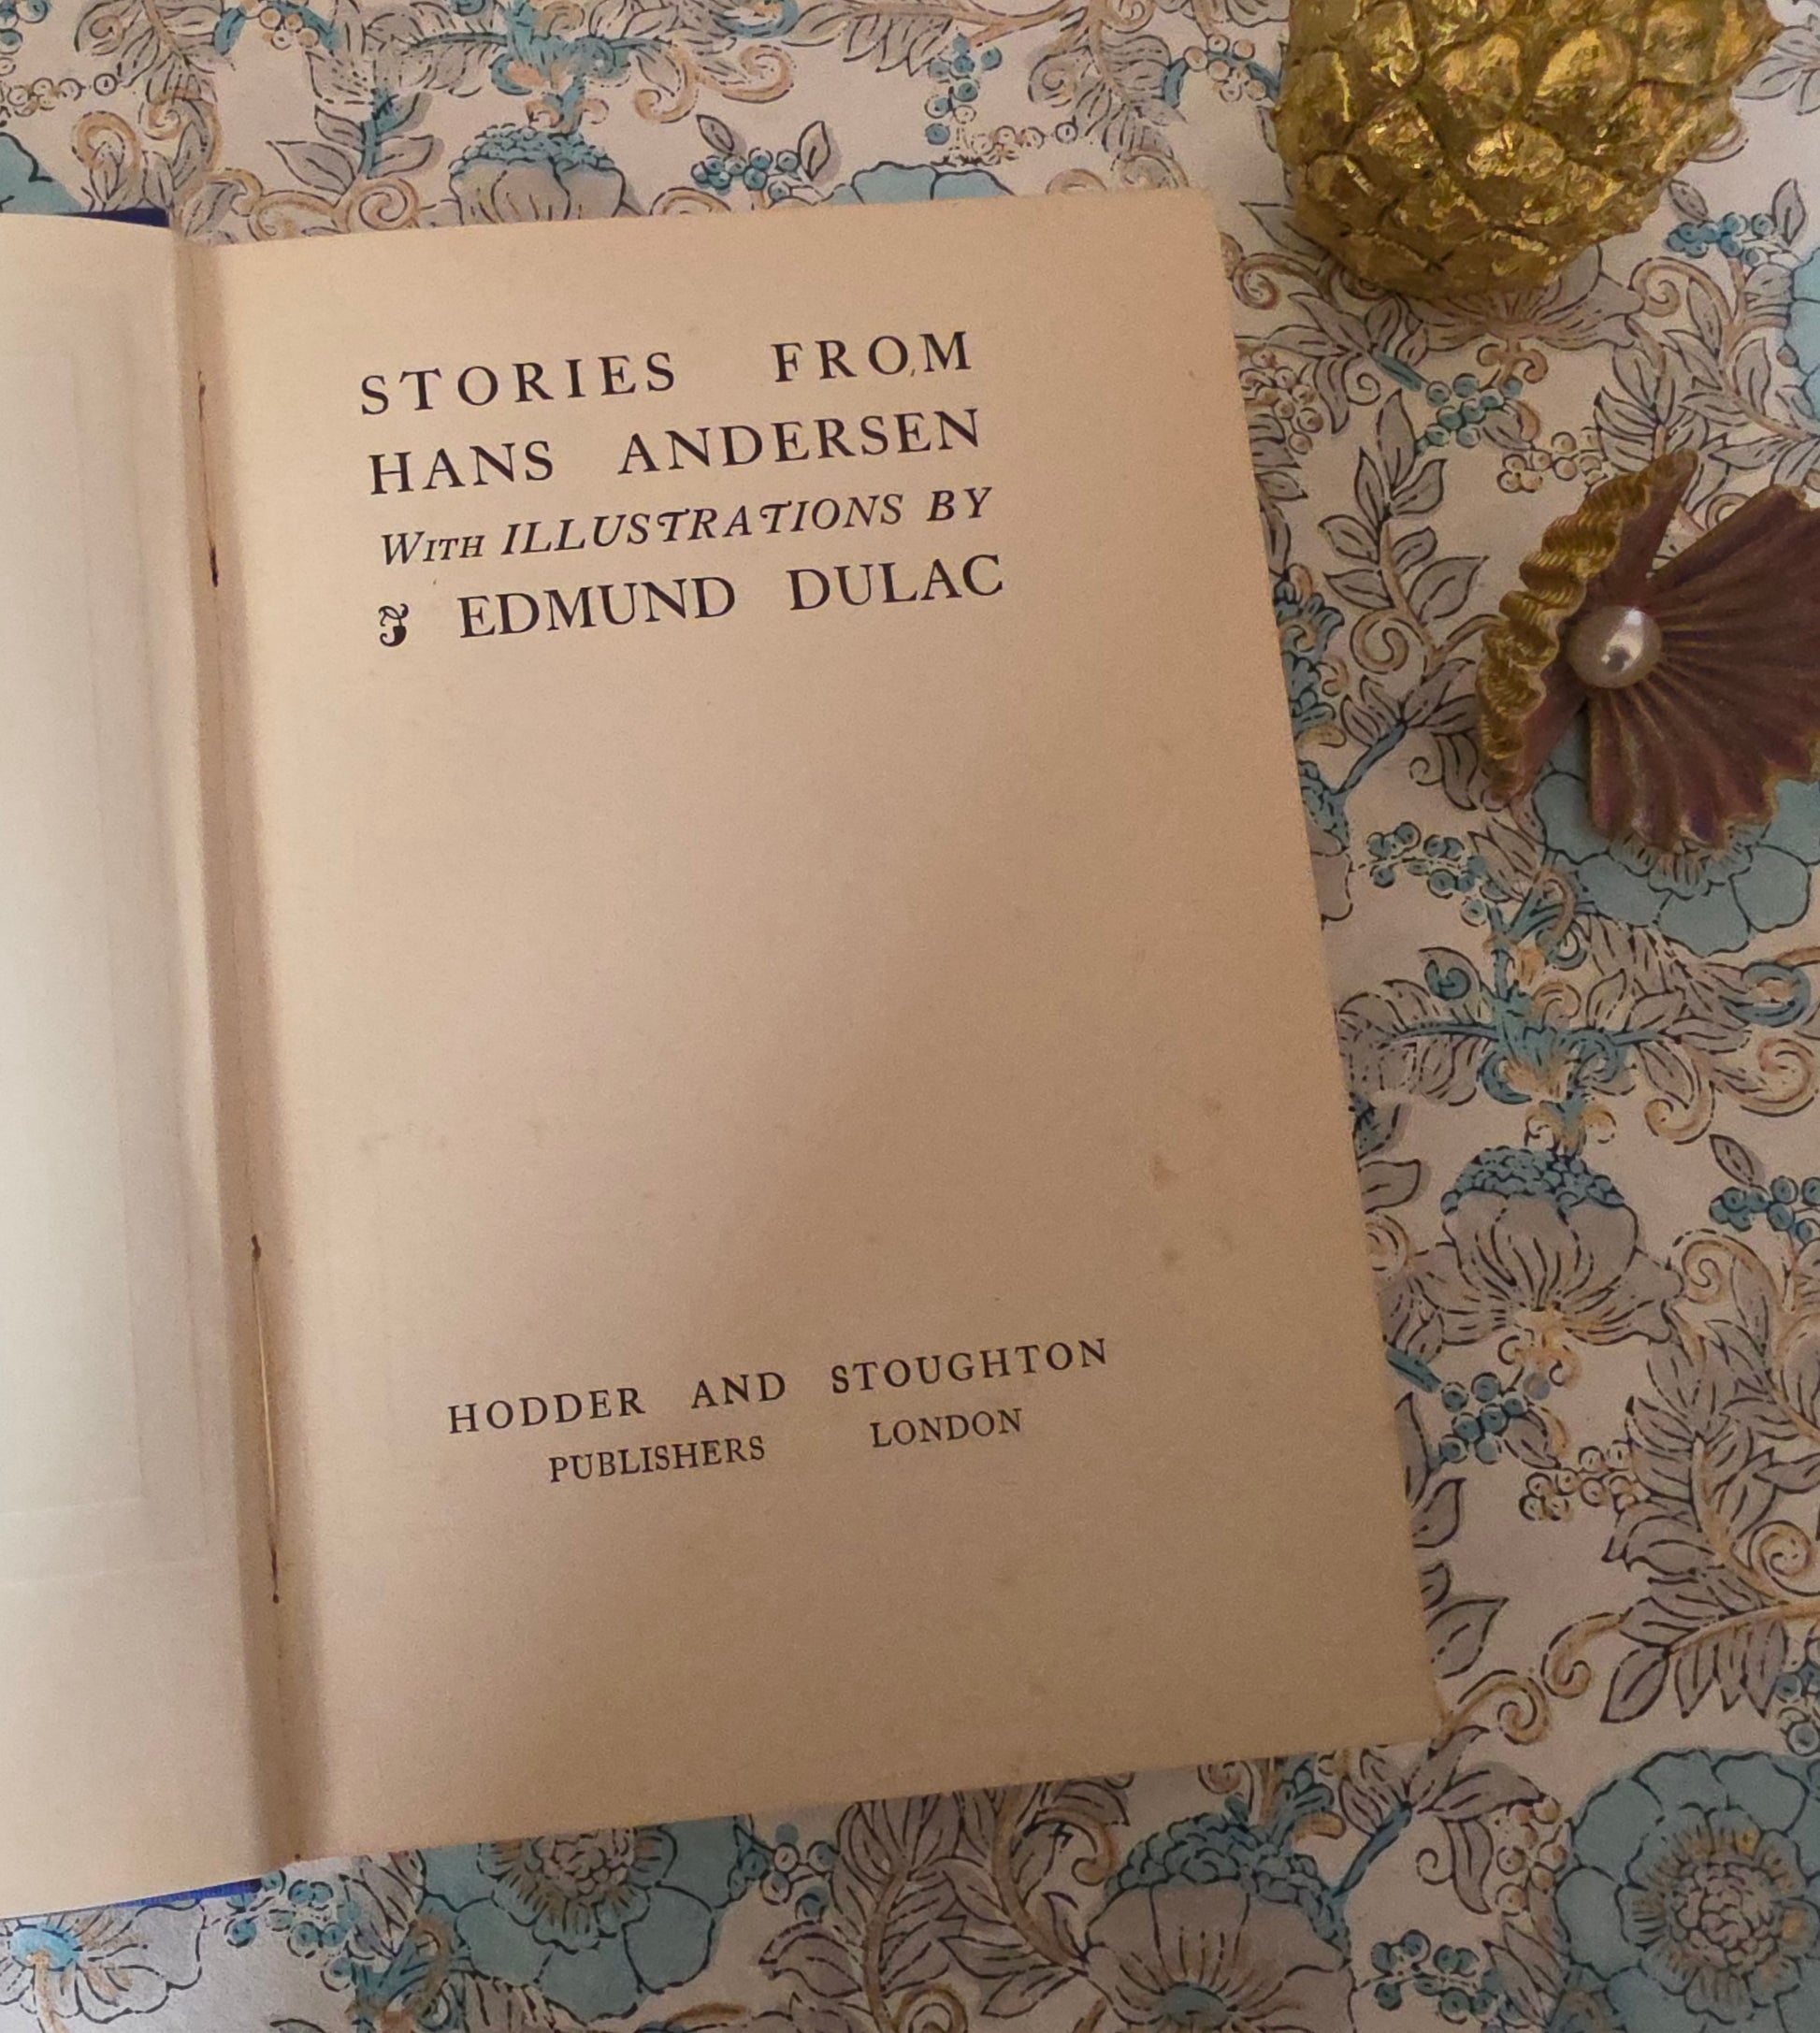 STORIES FROM
HANS ANDERSEN
WITH ILLUSTRATIONS BY
❦ EDMUND DULAC
HODDER AND STOUGHTON
PUBLISHERS LONDON